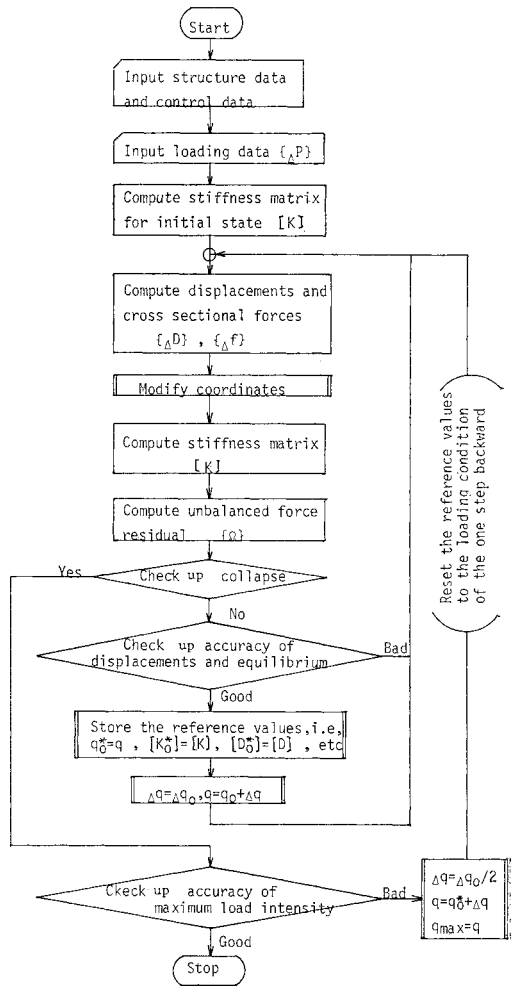 Start
Input structure data
and control data
Input loading data {ΔP}
Compute stiffness matrix
for initial state [K]
Compute displacements and
cross sectional forces
{ΔD} , {Δf}
Modify coordinates
Compute stiffness matrix
[K]
Compute unbalanced force
residual {Ω}
Yes
Check up collapse
No
Check up accuracy of
displacements and equilibrium
Bad
Good
Store the reference values,i.e,
q₀*=q , [K₀*]=[K], [D₀*]=[D] , etc
Δq=Δq₀,q=q₀+Δq
Ckeck up accuracy of
maximum load intensity
Bad
Good
Stop
Δq=Δq₀/2
q=q₀*+Δq
qmax=q
Reset the reference values
to the loading condition
of the one step backward